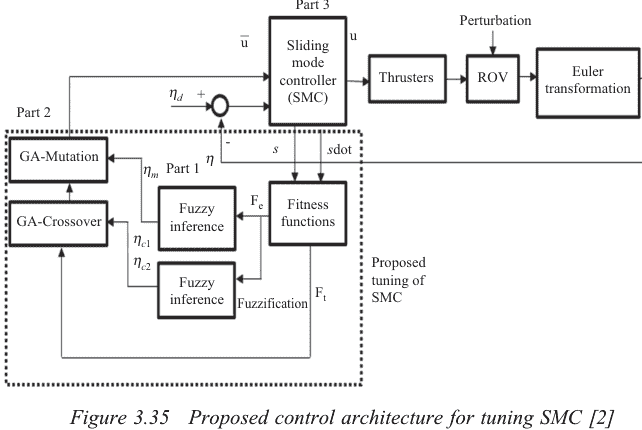 Part 3
u̅
u
Sliding
mode
controller
(SMC)
Perturbation
Thrusters
ROV
Euler
transformation
η_d
+
-
η
Part 2
GA-Mutation
η_m
Part 1
s
sdot
GA-Crossover
η_c1
η_c2
Fuzzy
inference
F_e
Fitness
functions
Fuzzy
inference
Fuzzification
F_t
Proposed
tuning of
SMC
Figure 3.35 Proposed control architecture for tuning SMC [2]